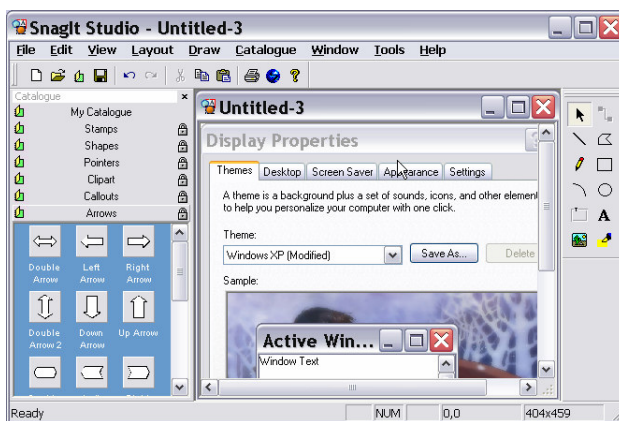 SnagIt Studio - Untitled-3
File Edit View Layout Draw Catalogue Window Tools Help
Catalogue
My Catalogue
Stamps
Shapes
Pointers
Clipart
Callouts
Arrows
Double Arrow
Left Arrow
Right Arrow
Double Arrow 2
Down Arrow
Up Arrow
Untitled-3
Display Properties
Themes Desktop Screen Saver Appearance Settings
A theme is a background plus a set of sounds, icons, and other element
to help you personalize your computer with one click.
Theme:
Windows XP (Modified) Save As... Delete
Sample:
Active Win...
Window Text
A
Ready NUM 0,0 404x459